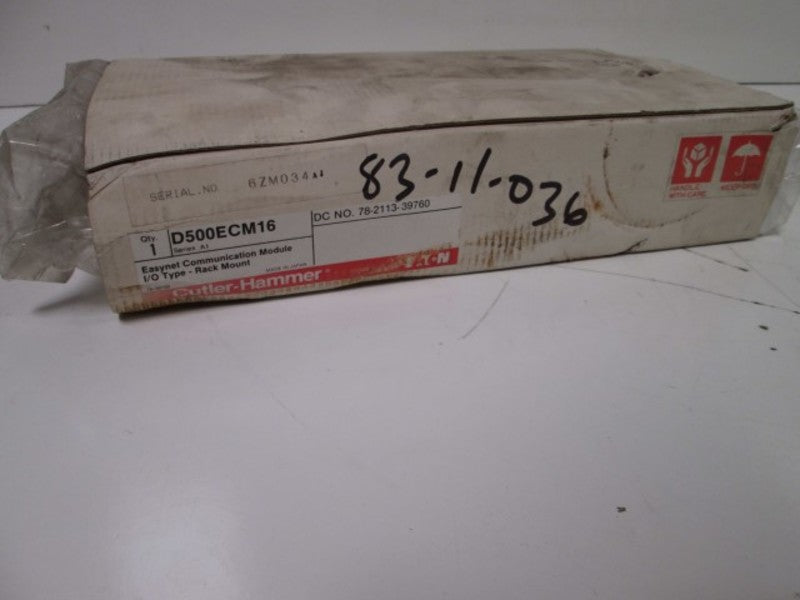 SERIAL.NO. 6ZM034A1
83-11-036
Qty. 1 D500ECM16
Series A1
DC NO. 78-2113-39760
Easynet Communication Module
I/O Type - Rack Mount
MADE IN JAPAN
Cutler-Hammer
EATON
HANDLE
WITH CARE
KEEP DRY